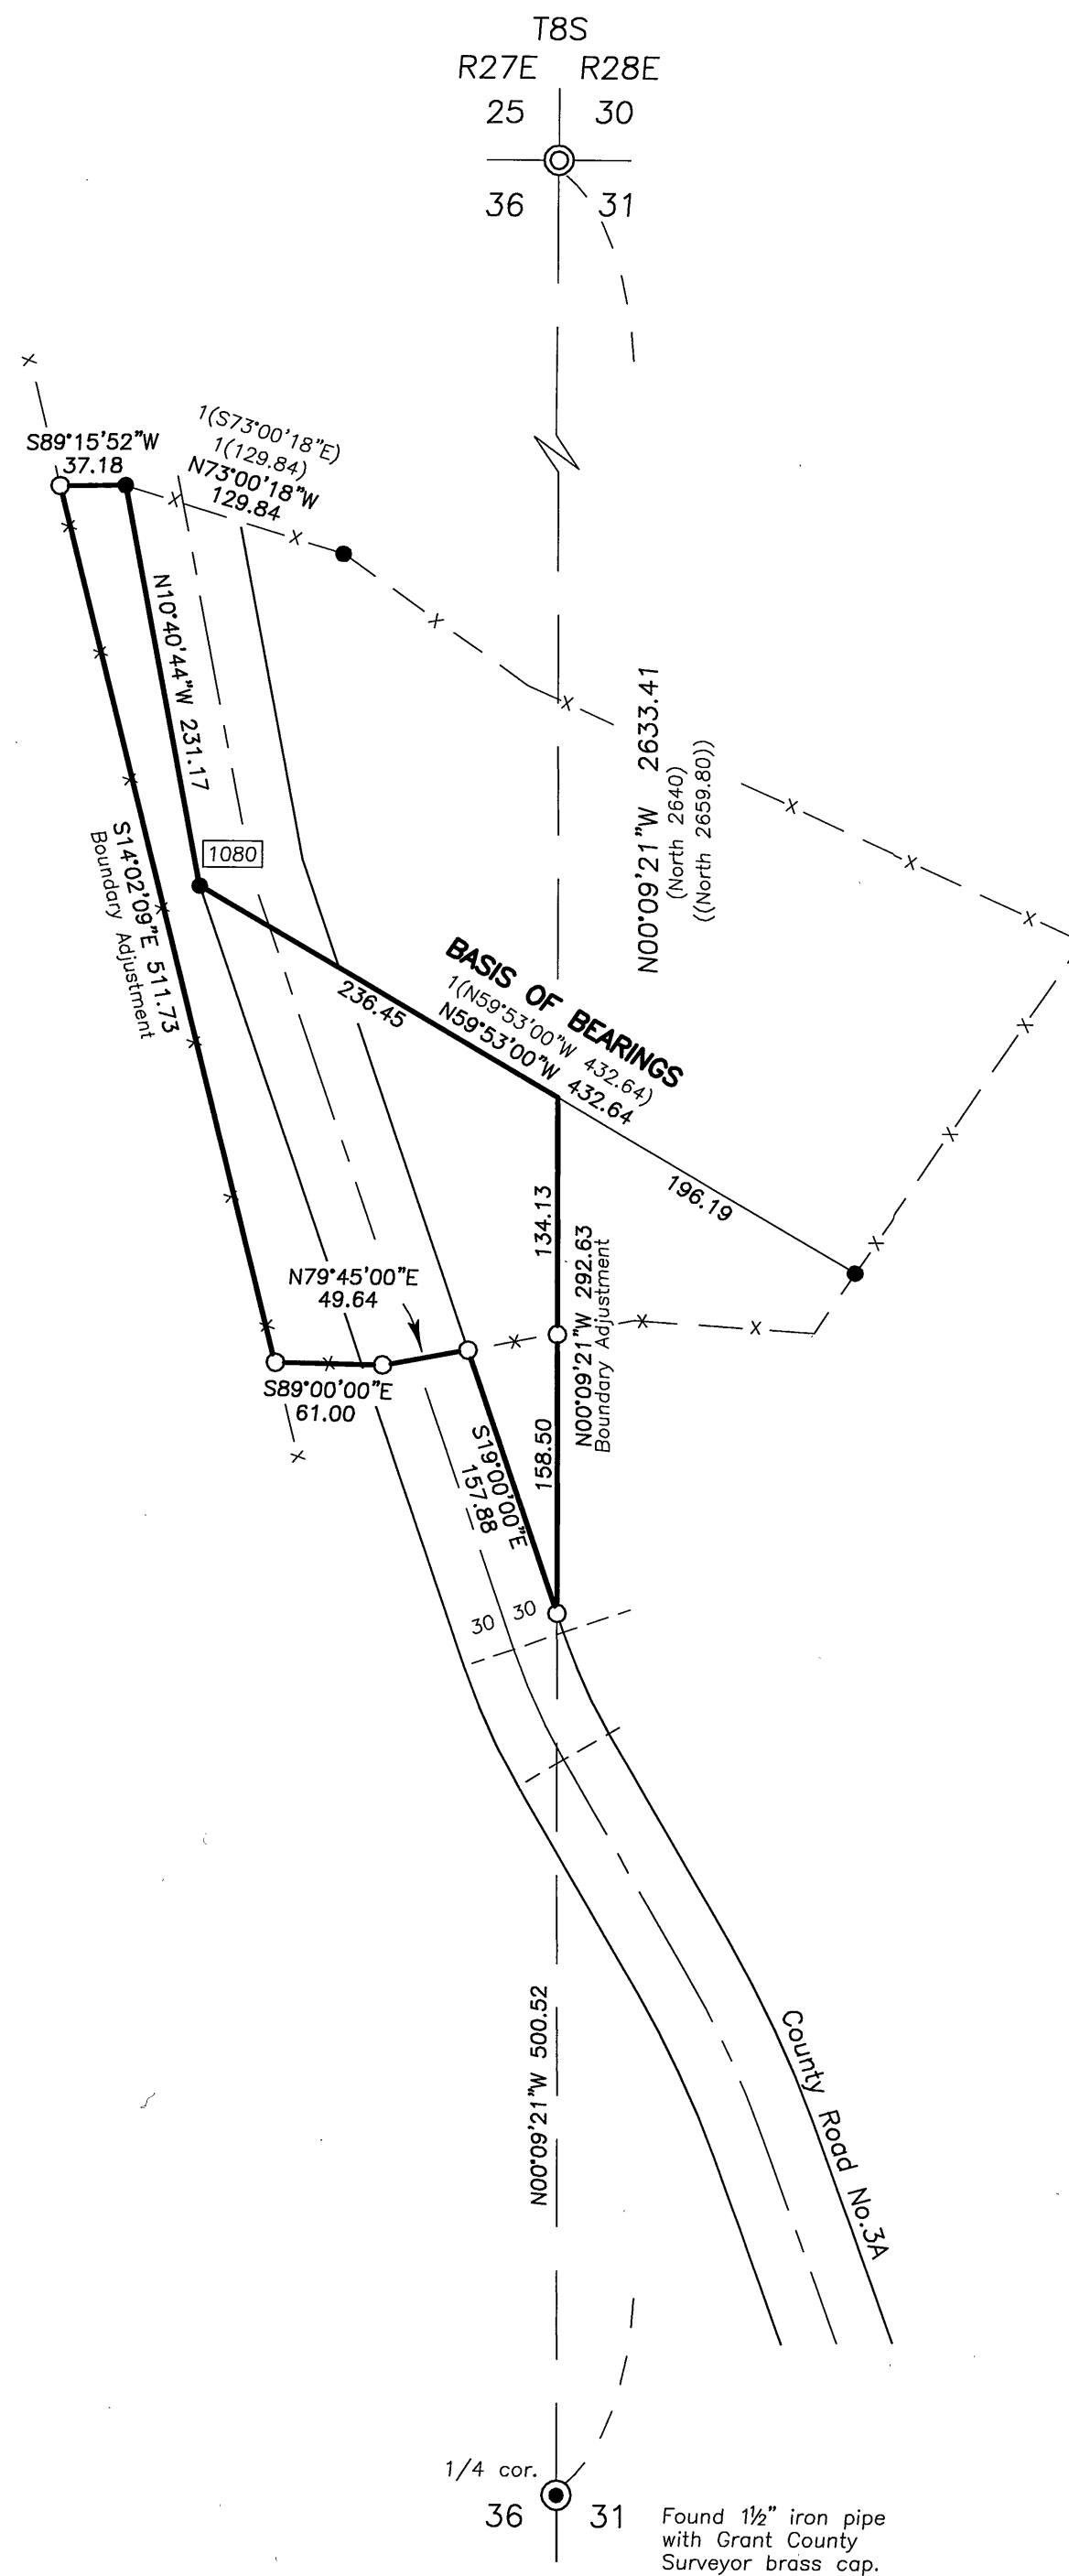 T8S
R27E R28E
25 30
36 31
1(S73°00'18"E)
1(129.84)
N73°00'18"W
129.84
S89°15'52"W
37.18
N10°40'44"W 231.17
N00°09'21"W 2633.41
(North 2640)
((North 2659.80))
S14°02'09"E 511.73
Boundary Adjustment
1080
BASIS OF BEARINGS
1(N59°53'00"W 432.64)
N59°53'00"W 432.64
236.45
196.19
134.13
N00°09'21"W 292.63
Boundary Adjustment
N79°45'00"E
49.64
S89°00'00"E
61.00
S19°00'00"E
157.88
158.50
30 30
N00°09'21"W 500.52
County Road No.3A
1/4 cor.
36 31
Found 1½" iron pipe
with Grant County
Surveyor brass cap.